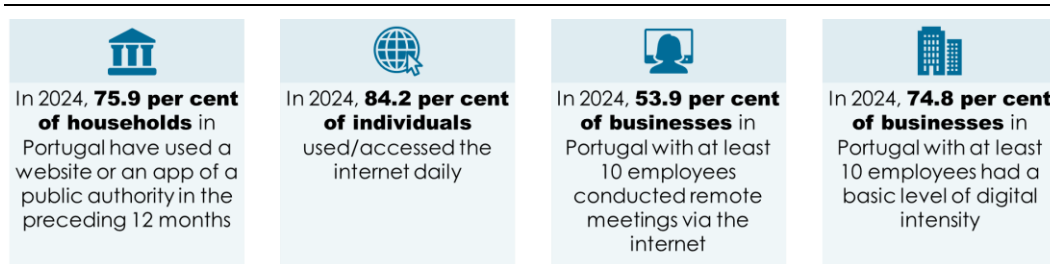 In 2024, 75.9 per cent
of households in
Portugal have used a
website or an app of a
public authority in the
preceding 12 months
In 2024, 84.2 per cent
of individuals
used/accessed the
internet daily
In 2024, 53.9 per cent
of businesses in
Portugal with at least
10 employees
conducted remote
meetings via the
internet
In 2024, 74.8 per cent
of businesses in
Portugal with at least
10 employees had a
basic level of digital
intensity